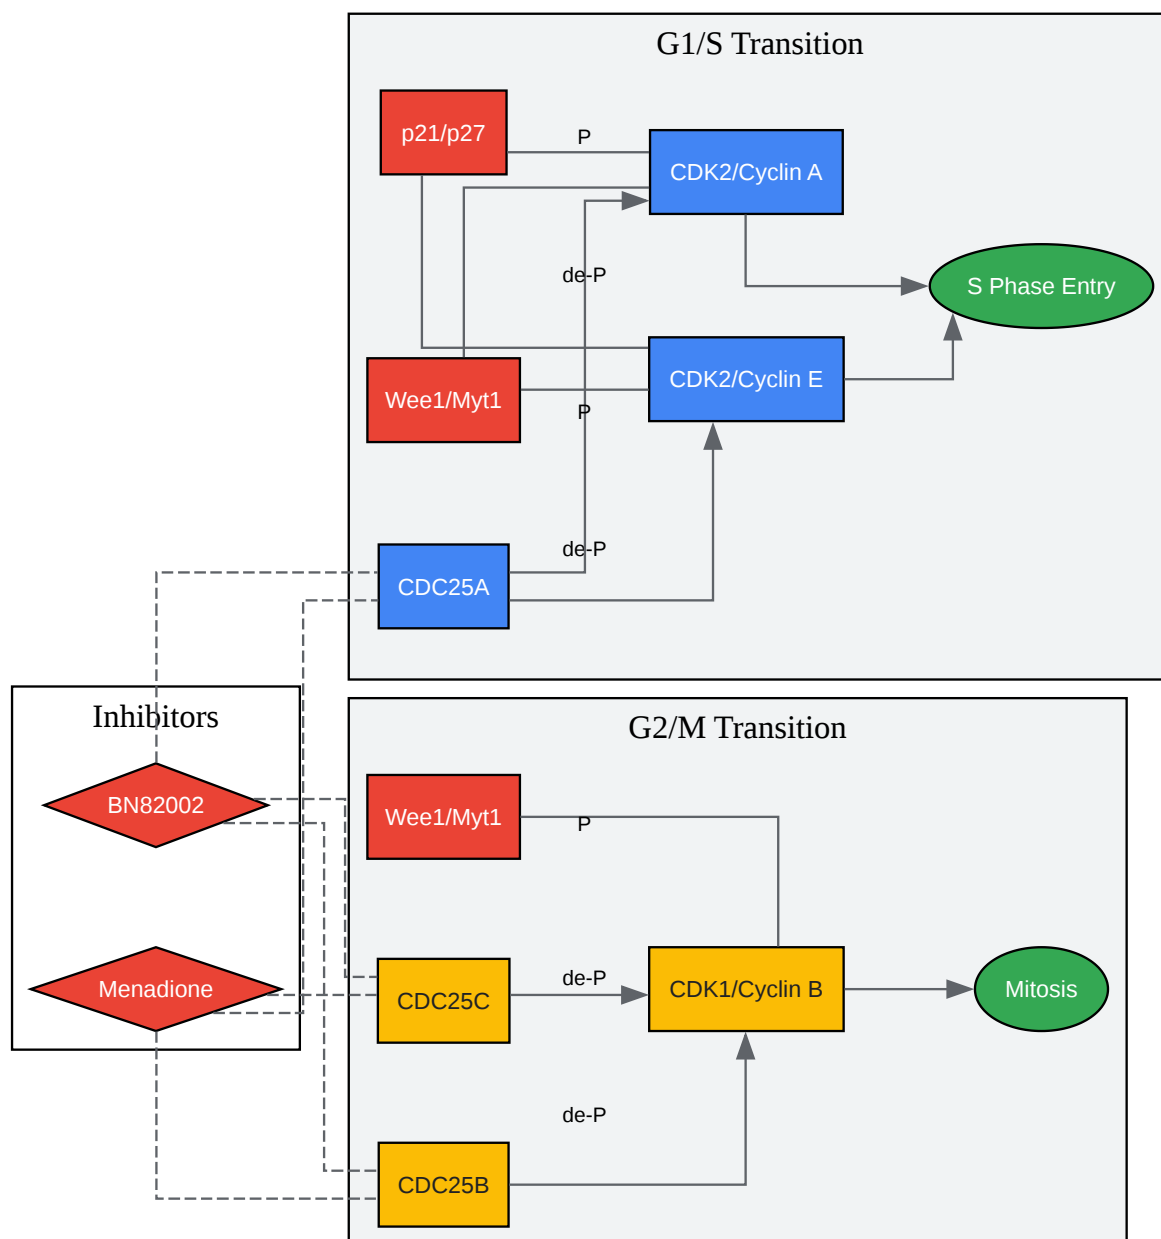 G1/S Transition
p21/p27
P
CDK2/Cyclin A
de-P
S Phase Entry
Wee1/Myt1
P
CDK2/Cyclin E
de-P
CDC25A
Inhibitors
BN82002
Menadione
G2/M Transition
Wee1/Myt1
P
CDC25C
de-P
CDK1/Cyclin B
Mitosis
de-P
CDC25B